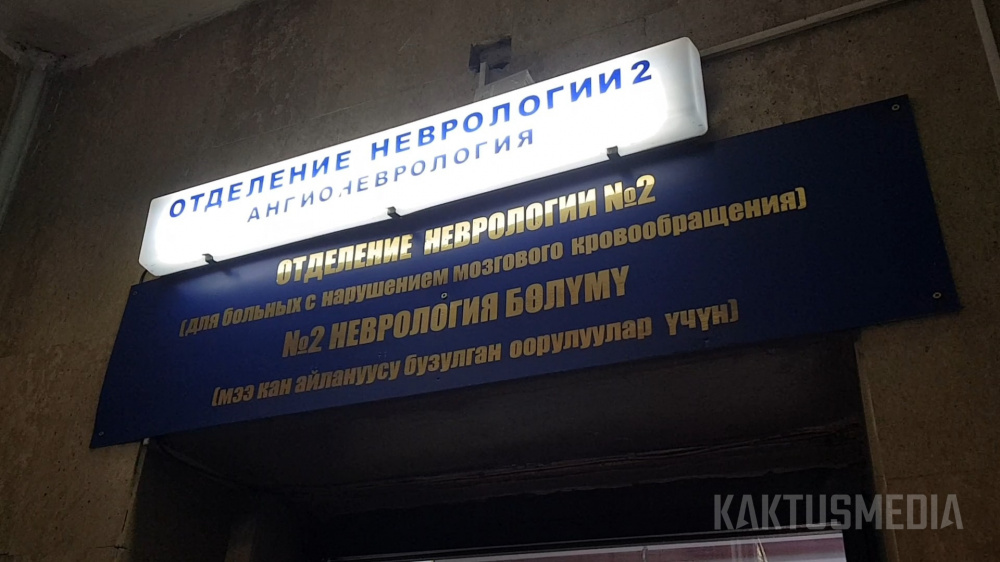 ОТДЕЛЕНИЕ НЕВРОЛОГИИ 2
АНГИОНЕВРОЛОГИЯ
ОТДЕЛЕНИЕ НЕВРОЛОГИИ №2
(для больных с нарушением мозгового кровообращения)
№2 НЕВРОЛОГИЯ БӨЛҮМҮ
(мээ кан айлануусу бузулган оорулуулар үчүн)
KAKTUSMEDIA